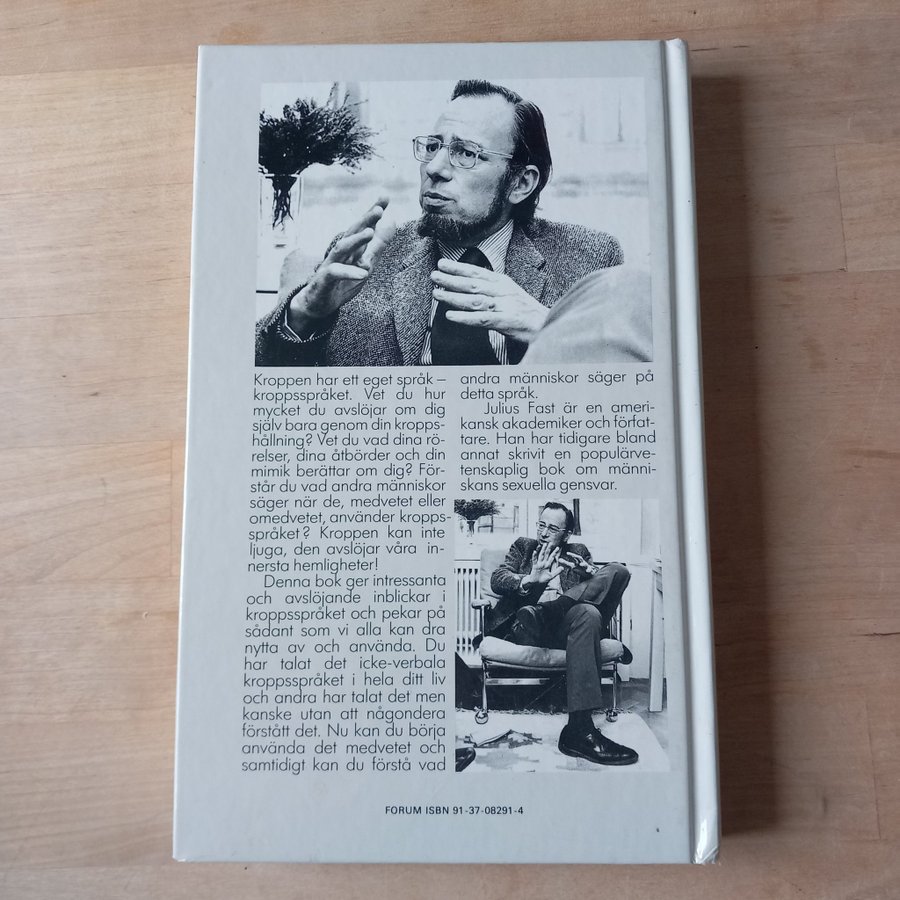 Kroppen har ett eget språk –
kroppsspråket. Vet du hur
mycket du avslöjar om dig
själv bara genom din kropps-
hållning? Vet du vad dina rö-
relser, dina åtbörder och din
mimik berättar om dig? För-
står du vad andra människor
säger när de, medvetet eller
omedvetet, använder kropps-
språket? Kroppen kan inte
ljuga, den avslöjar våra in-
nersta hemligheter!
Denna bok ger intressanta
och avslöjande inblickar i
kroppsspråket och pekar på
sådant som vi alla kan dra
nytta av och använda. Du
har talat det icke-verbala
kroppsspråket i hela ditt liv
och andra har talat det men
kanske utan att någondera
förstått det. Nu kan du börja
använda det medvetet och
samtidigt kan du förstå vad
andra människor säger på
detta språk.
Julius Fast är en ameri-
kansk akademiker och förfat-
tare. Han har tidigare bland
annat skrivit en populärve-
tenskaplig bok om männi-
skans sexuella gensvar.
FORUM ISBN 91-37-08291-4